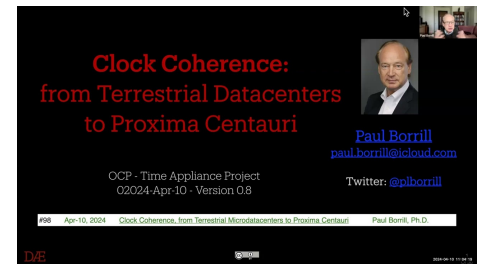 Clock Coherence:
from Terrestrial Datacenters
to Proxima Centauri
Paul Borrill
paul.borrill@icloud.com
OCP - Time Appliance Project
02024-Apr-10 - Version 0.8
Twitter: @plborrill
#98 Apr-10, 2024 Clock Coherence, from Terrestrial Microdatacenters to Proxima Centauri Paul Borrill, Ph.D.
DÆ